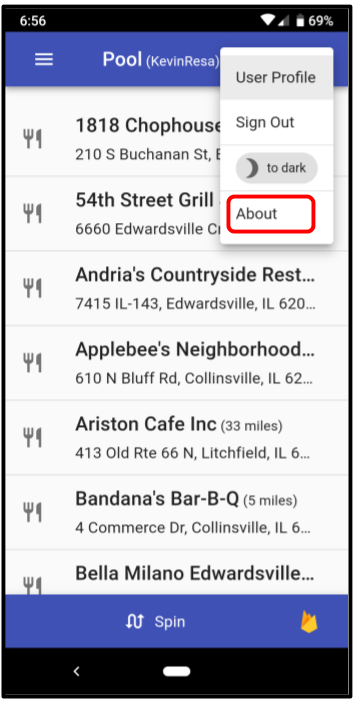 6:56
69%
Pool (KevinResa)
User Profile
Sign Out
to dark
About
1818 Chophouse
210 S Buchanan St,
54th Street Grill
6660 Edwardsville
Andria's Countryside Rest...
7415 IL-143, Edwardsville, IL 620...
Applebee's Neighborhood...
610 N Bluff Rd, Collinsville, IL 62...
Ariston Cafe Inc (33 miles)
413 Old Rte 66 N, Litchfield, IL 6...
Bandana's Bar-B-Q (5 miles)
4 Commerce Dr, Collinsville, IL 6...
Bella Milano Edwardsville...
Spin